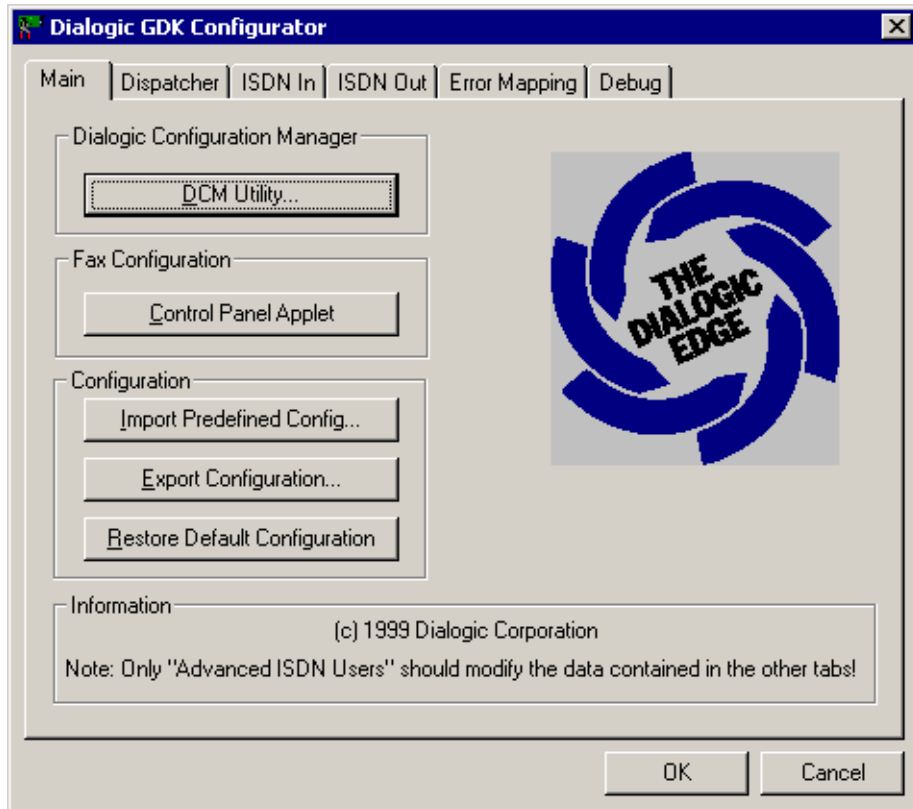 Dialogic GDK Configurator
Main Dispatcher ISDN In ISDN Out Error Mapping Debug
Dialogic Configuration Manager
DCM Utility...
Fax Configuration
Control Panel Applet
Configuration
Import Predefined Config...
Export Configuration...
Restore Default Configuration
THE
DIALOGIC
EDGE
Information
(c) 1999 Dialogic Corporation
Note: Only "Advanced ISDN Users" should modify the data contained in the other tabs!
OK Cancel